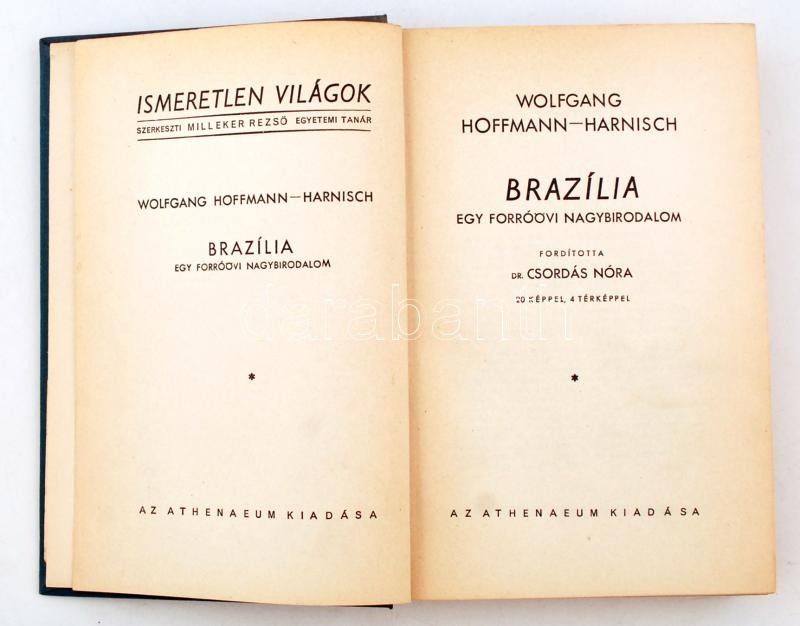 ISMERETLEN VILÁGOK
SZERKESZTI MILLEKER REZSŐ EGYETEMI TANÁR
WOLFGANG HOFFMANN—HARNISCH
BRAZÍLIA
EGY FORRÓÖVI NAGYBIRODALOM
*
AZ ATHENAEUM KIADÁSA
WOLFGANG
HOFFMANN—HARNISCH
BRAZÍLIA
EGY FORRÓÖVI NAGYBIRODALOM
FORDÍTOTTA
DR. CSORDÁS NÓRA
20 KÉPPEL, 4 TÉRKÉPPEL
*
AZ ATHENAEUM KIADÁSA
darabanth